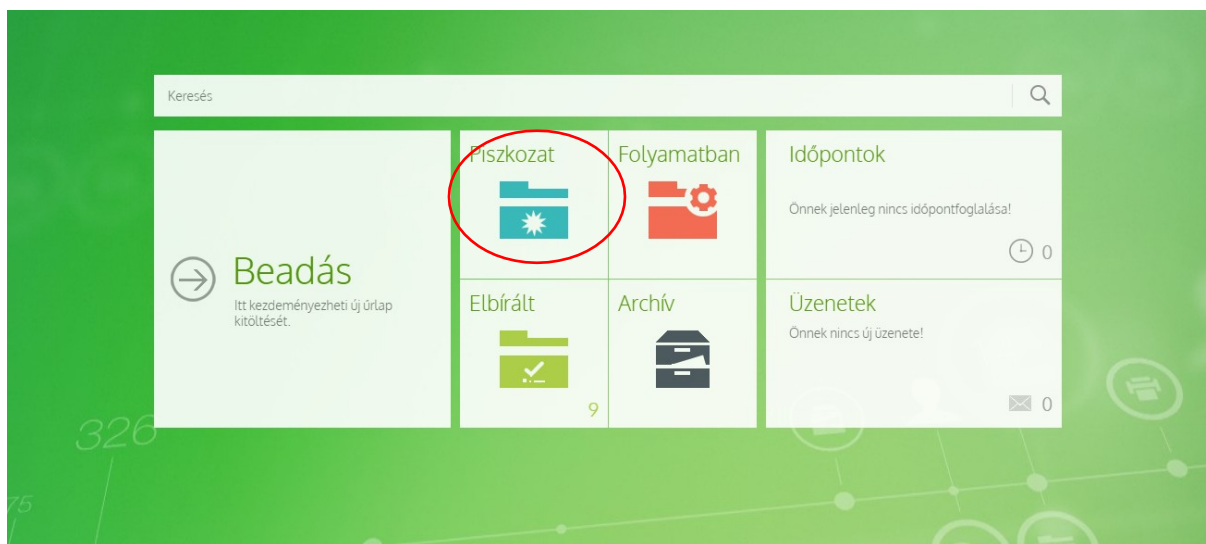 Keresés
Beadás
Itt kezdeményezheti új űrlap
kitöltését.
Piszkozat
Folyamatban
Elbírált
9
Archív
Időpontok
Önnek jelenleg nincs időpontfoglalása!
0
Üzenetek
Önnek nincs új üzenete!
0
326
75